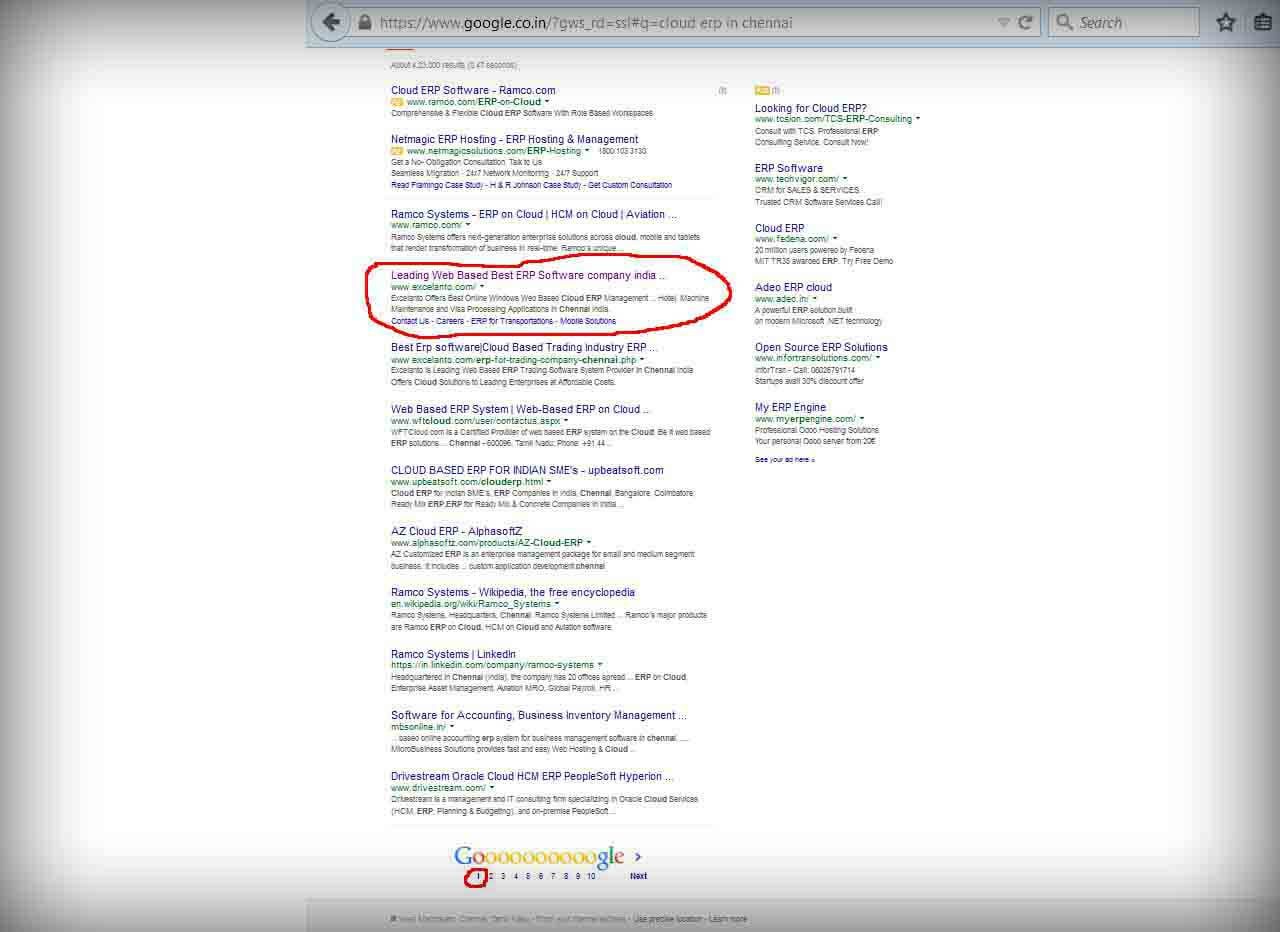 https://www.google.co.in/?gws_rd=ssl#q=cloud erp in chennai
Search
About 4,23,000 results (0.47 seconds)
Cloud ERP Software - Ramco.com
Ad www.ramco.com/ERP-on-Cloud
Comprehensive & Flexible Cloud ERP Software With Role Based Workspaces
Netmagic ERP Hosting - ERP Hosting & Management
Ad www.netmagicsolutions.com/ERP-Hosting 1800 103 3130
Get a No- Obligation Consultation. Talk to Us
Seamless Migration · 24x7 Network Monitoring · 24/7 Support
Read Flamingo Case Study - H & R Johnson Case Study - Get Custom Consultation
Ramco Systems - ERP on Cloud | HCM on Cloud | Aviation ...
www.ramco.com/
Ramco Systems offers next-generation enterprise solutions across cloud, mobile and tablets
that render transformation of business in real-time. Ramco's unique ...
Leading Web Based Best ERP Software company india ...
www.excelanto.com/
Excelanto Offers Best Online Windows Web Based Cloud ERP Management ... Hotel, Machine
Maintenance and Visa Processing Applications in Chennai India.
Contact Us - Careers - ERP for Transportations - Mobile Solutions
Best Erp software|Cloud Based Trading Industry ERP ...
www.excelanto.com/erp-for-trading-company-chennai.php
Excelanto is Leading Web Based ERP Trading Software System Provider in Chennai India
Offers Cloud Solutions to Leading Enterprises at Affordable Costs.
Web Based ERP System | Web-Based ERP on Cloud ...
www.wftcloud.com/user/contactus.aspx
WFTCloud.com is a Certified Provider of web based ERP system on the Cloud. Be it web based
ERP solutions ... Chennai - 600096, Tamil Nadu; Phone: +91 44 ...
CLOUD BASED ERP FOR INDIAN SME's - upbeatsoft.com
www.upbeatsoft.com/clouderp.html
Cloud ERP for Indian SME's, ERP Companies in India, Chennai, Bangalore, Coimbatore,
Ready Mix ERP,ERP for Ready Mix & Concrete Companies in India ...
AZ Cloud ERP - AlphasoftZ
www.alphasoftz.com/products/AZ-Cloud-ERP
AZ Customized ERP is an enterprise management package for small and medium segment
business. It includes ... custom application development chennai
Ramco Systems - Wikipedia, the free encyclopedia
en.wikipedia.org/wiki/Ramco_Systems
Ramco Systems, Headquarters, Chennai. Ramco Systems Limited ... Ramco's major products
are Ramco ERP on Cloud, HCM on Cloud and Aviation software.
Ramco Systems | LinkedIn
https://in.linkedin.com/company/ramco-systems
Headquartered in Chennai (India), the company has 20 offices spread ... ERP on Cloud,
Enterprise Asset Management, Aviation MRO, Global Payroll, HR ...
Software for Accounting, Business Inventory Management ...
mbsonline.in/
... based online accounting erp system for business management software in chennai. ... ...
MicroBusiness Solutions provides fast and easy Web Hosting & Cloud ...
Drivestream Oracle Cloud HCM ERP PeopleSoft Hyperion ...
www.drivestream.com/
Drivestream is a management and IT consulting firm specializing in Oracle Cloud Services
(HCM, ERP, Planning & Budgeting), and on-premise PeopleSoft ...
Looking for Cloud ERP?
www.tcsion.com/TCS-ERP-Consulting
Consult with TCS, Professional ERP
Consulting Service. Consult Now!
ERP Software
www.techvigor.com/
CRM for SALES & SERVICES
Trusted CRM Software Services.Call!
Cloud ERP
www.fedena.com/
20 million users powered by Fedena
MIT TR35 awarded ERP. Try Free Demo
Adeo ERP cloud
www.adeo.in/
A powerful ERP solution built
on modern Microsoft .NET technology
Open Source ERP Solutions
www.infortransolutions.com/
InforTran - Call: 08026791714
Startups avail 30% discount offer
My ERP Engine
www.myerpengine.com/
Professional Odoo Hosting Solutions
Your personal Odoo server from 20€
See your ad here »
Goooooooooogle
1 2 3 4 5 6 7 8 9 10 Next
Chennai, Tamil Nadu - From your Internet address - Use precise location - Learn more